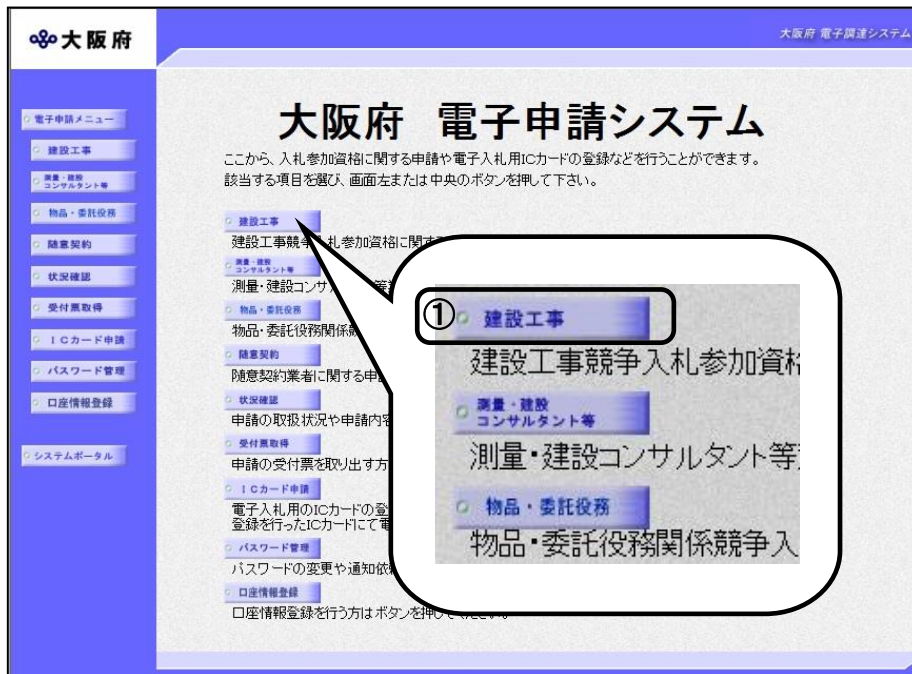 大阪府
大阪府 電子調達システム
電子申請メニュー
建設工事
測量・建設
コンサルタント等
物品・委託役務
随意契約
状況確認
受付票取得
ICカード申請
パスワード管理
口座情報登録
システムポータル
大阪府 電子申請システム
ここから、入札参加資格に関する申請や電子入札用ICカードの登録などを行うことができます。
該当する項目を選び、画面左または中央のボタンを押して下さい。
建設工事
建設工事競争入札参加資格に関す
測量・建設
コンサルタント等
測量・建設コンサ
物品・委託役務
物品・委託役務関係
随意契約
随意契約業者に関する申
状況確認
申請の取扱状況や申請内容
受付票取得
申請の受付票を取り出す方
ICカード申請
電子入札用のICカードの登
登録を行ったICカードにて電
パスワード管理
パスワードの変更や通知依
口座情報登録
口座情報登録を行う方はボタンを押してください。
① 建設工事
建設工事競争入札参加資格
測量・建設
コンサルタント等
測量・建設コンサルタント等
物品・委託役務
物品・委託役務関係競争入